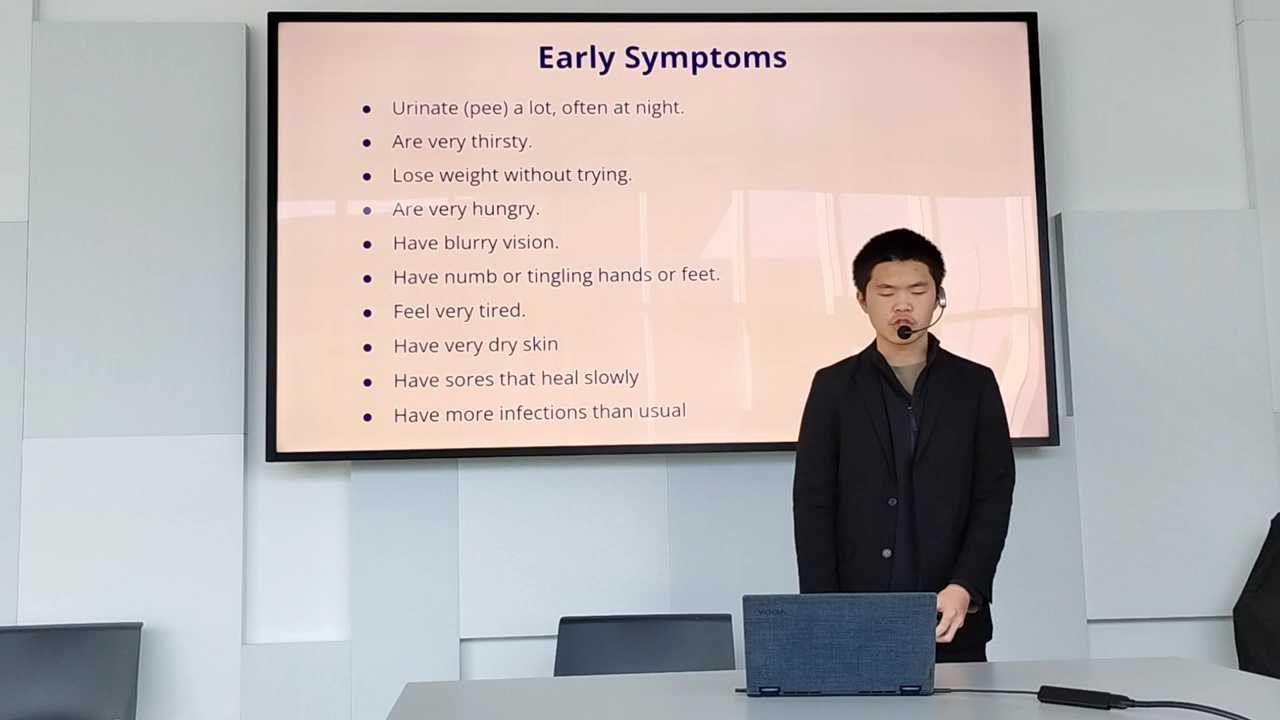 Early Symptoms
• Urinate (pee) a lot, often at night.
• Are very thirsty.
• Lose weight without trying.
• Are very hungry.
• Have blurry vision.
• Have numb or tingling hands or feet.
• Feel very tired.
• Have very dry skin
• Have sores that heal slowly
• Have more infections than usual
YOGA